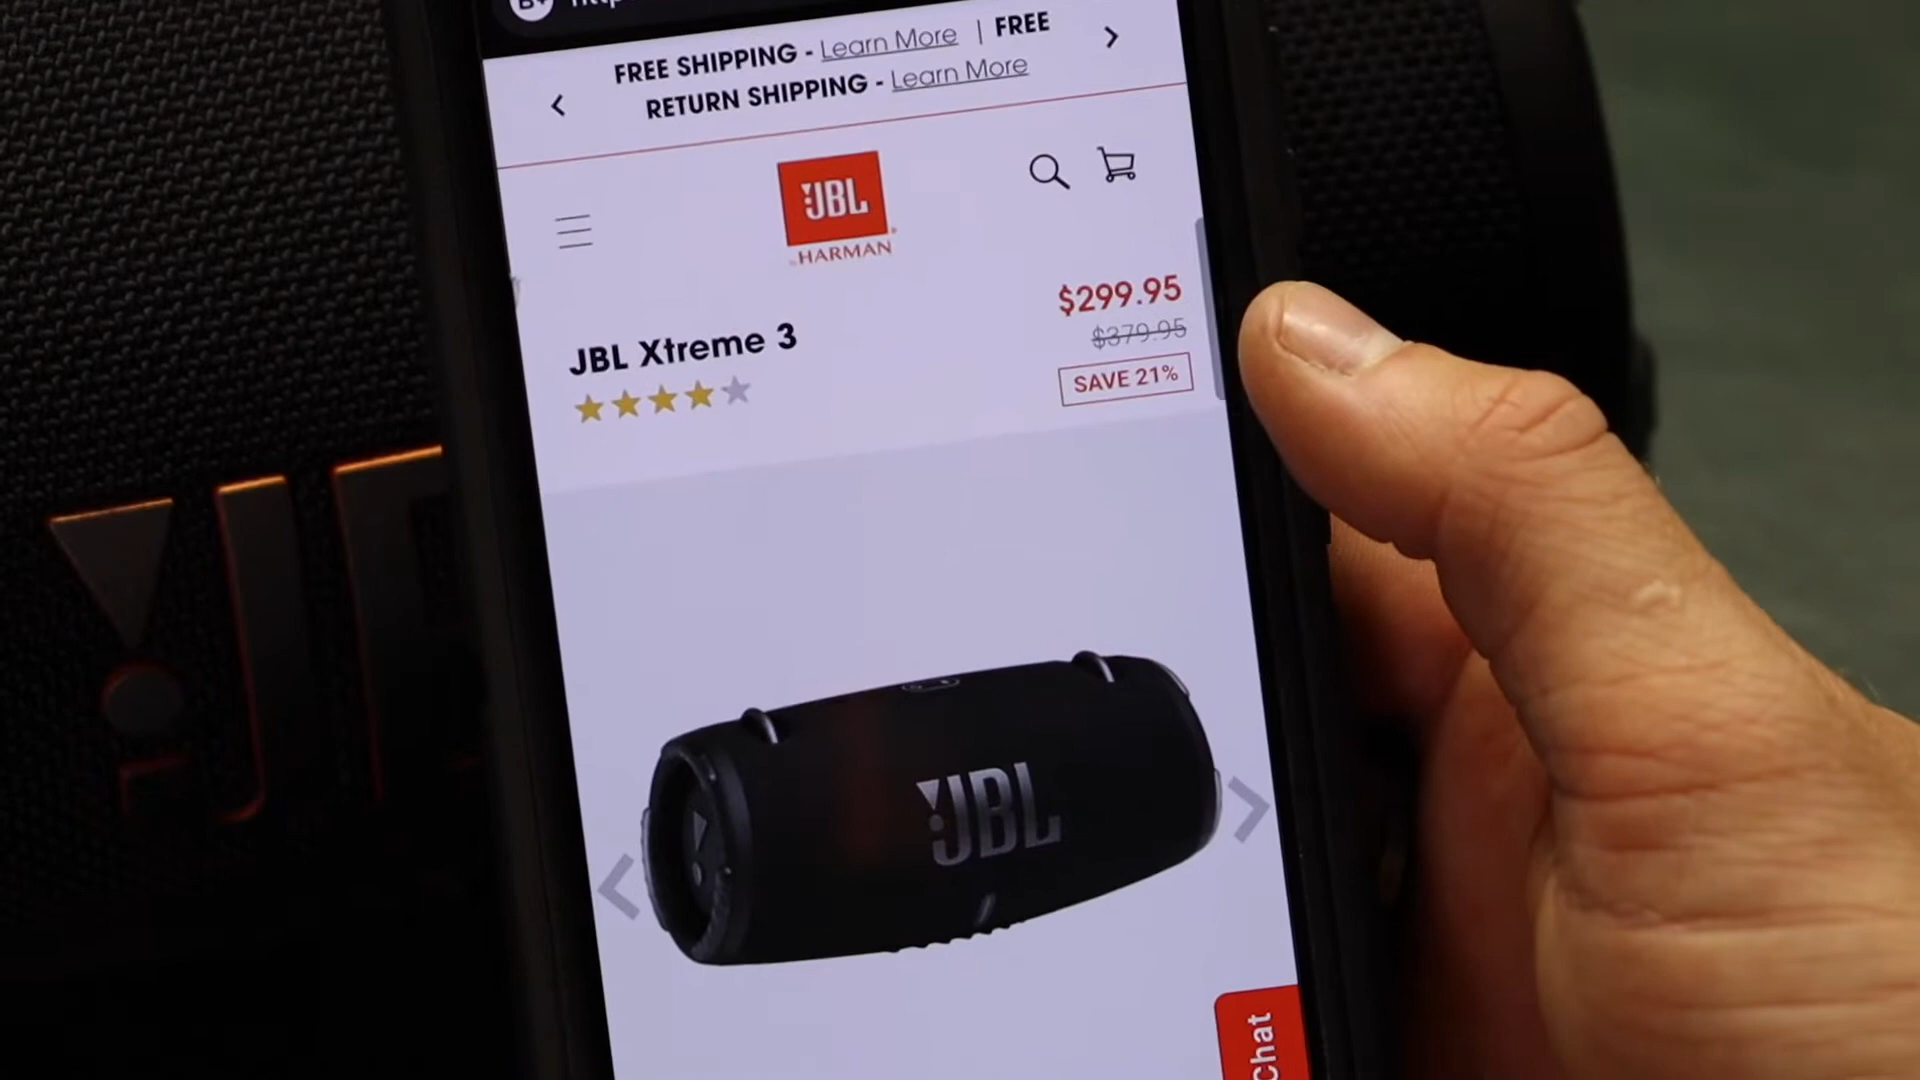 FREE SHIPPING - Learn More | FREE
RETURN SHIPPING - Learn More
JBL
HARMAN
$299.95
$379.95
SAVE 21%
JBL Xtreme 3
JBL
Chat